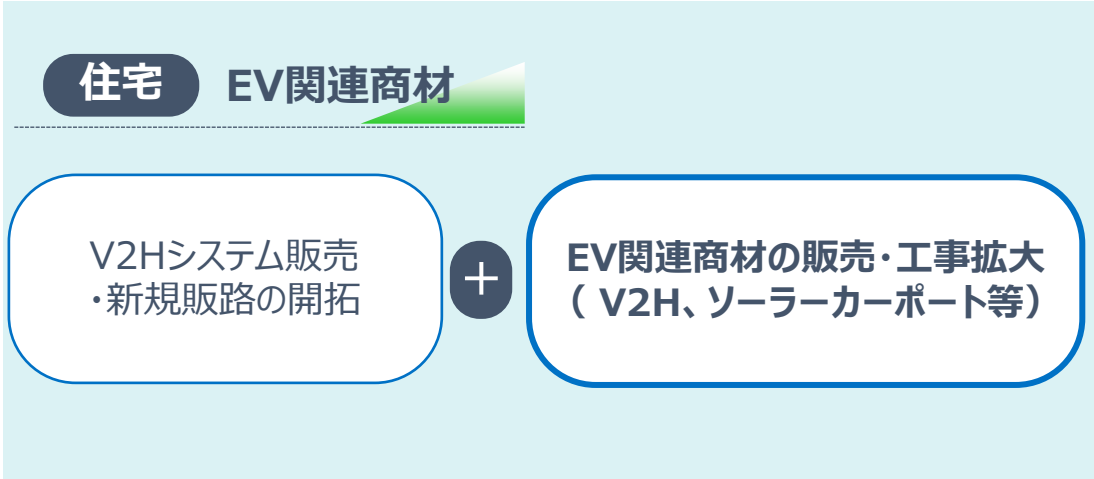 住宅 EV関連商材
V2Hシステム販売
・新規販路の開拓
＋
EV関連商材の販売・工事拡大
（ V2H、ソーラーカーポート等）